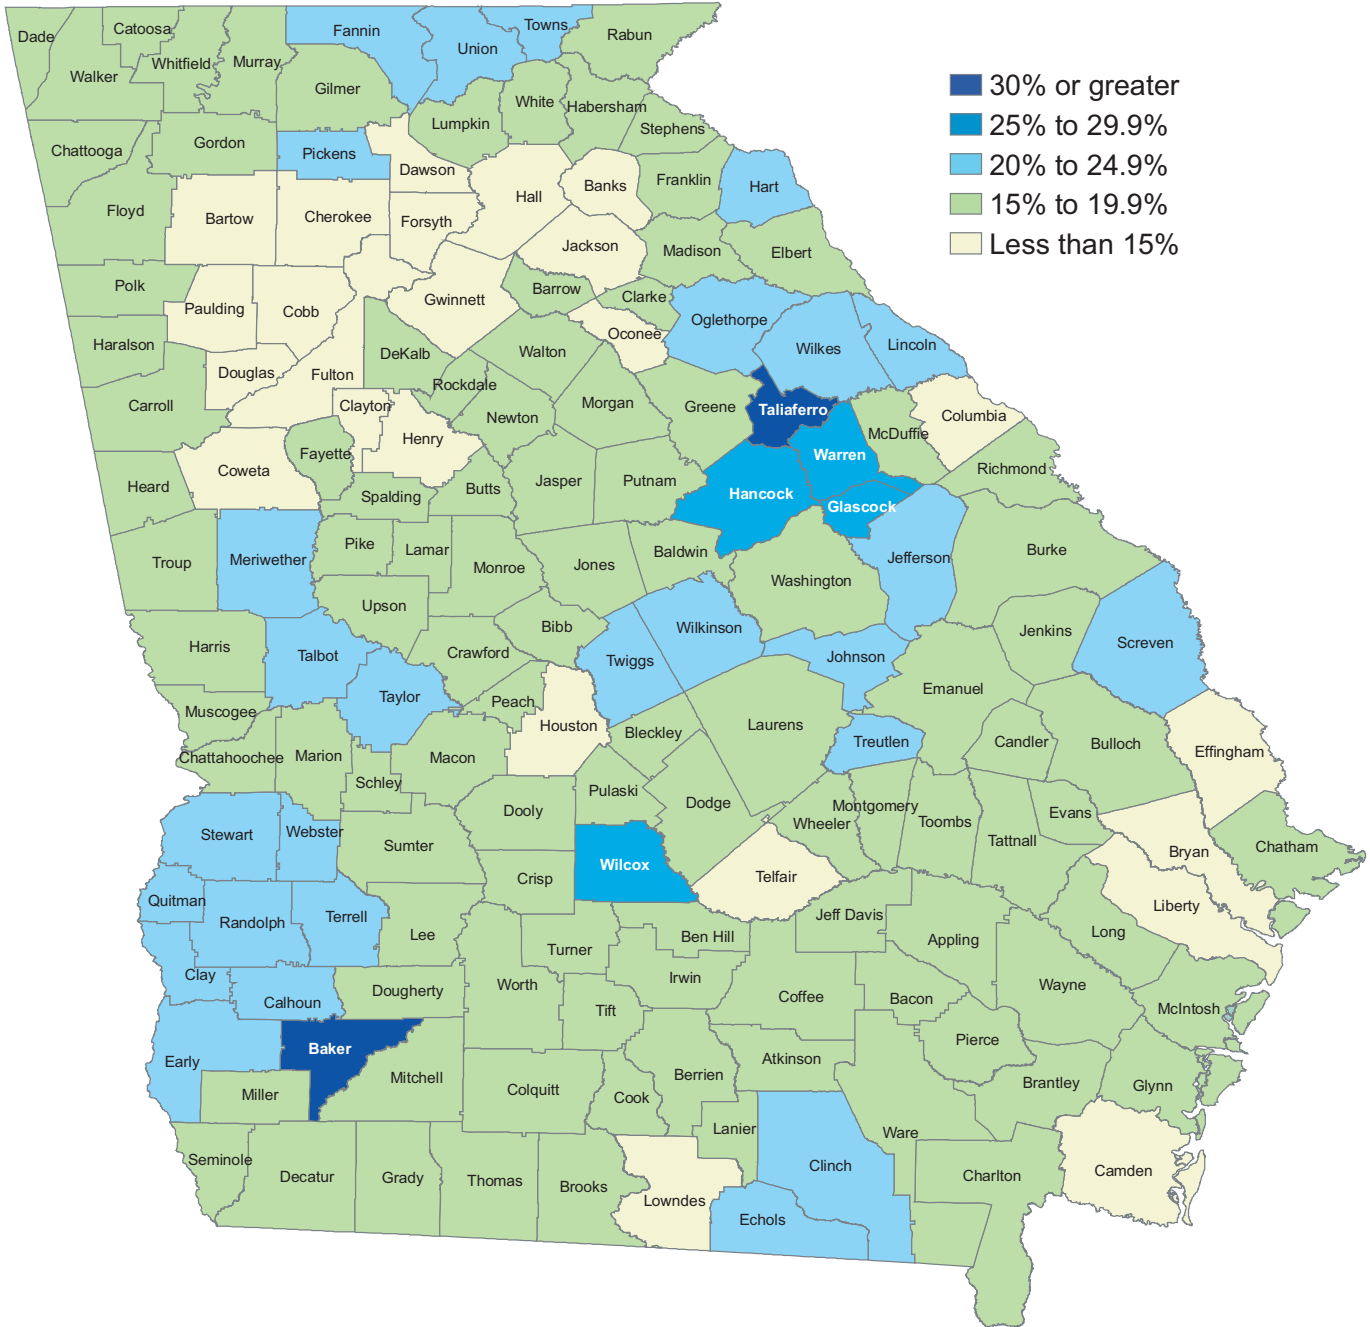 Dade
Catoosa
Fannin
Towns
Union
Rabun
Walker
Whitfield
Murray
Gilmer
30% or greater
White
Habersham
25% to 29.9%
Lumpkin
Stephens
Chattooga
Gordon
Pickens
20% to 24.9%
Dawson
Franklin
Hart
Banks
Hall
15% to 19.9%
Floyd
Bartow
Cherokee
Forsyth
Less than 15%
Jackson
Madison
Elbert
Polk
Barrow
Clarke
Gwinnett
Paulding
Cobb
Oglethorpe
Oconee
Haralson
DeKalb
Walton
Wilkes
Lincoln
Douglas
Fulton
Rockdale
Carroll
Clayton
Newton
Morgan
Greene
Taliaferro
Columbia
Henry
McDuffie
Fayette
Warren
Coweta
Richmond
Heard
Spalding
Butts
Jasper
Putnam
Hancock
Glascock
Troup
Meriwether
Pike
Lamar
Monroe
Jones
Baldwin
Jefferson
Burke
Washington
Upson
Harris
Talbot
Crawford
Bibb
Wilkinson
Twiggs
Johnson
Jenkins
Screven
Taylor
Peach
Emanuel
Muscogee
Houston
Bleckley
Laurens
Chattahoochee
Marion
Macon
Treutlen
Candler
Bulloch
Effingham
Schley
Pulaski
Dodge
Montgomery
Dooly
Wheeler
Toombs
Evans
Stewart
Webster
Sumter
Tattnall
Bryan
Chatham
Crisp
Wilcox
Telfair
Quitman
Randolph
Terrell
Liberty
Lee
Turner
Ben Hill
Jeff Davis
Appling
Long
Clay
Calhoun
Dougherty
Worth
Irwin
Coffee
Bacon
Wayne
McIntosh
Tift
Early
Baker
Pierce
Mitchell
Colquitt
Berrien
Atkinson
Miller
Cook
Brantley
Glynn
Lanier
Ware
Seminole
Decatur
Grady
Thomas
Brooks
Lowndes
Clinch
Charlton
Camden
Echols